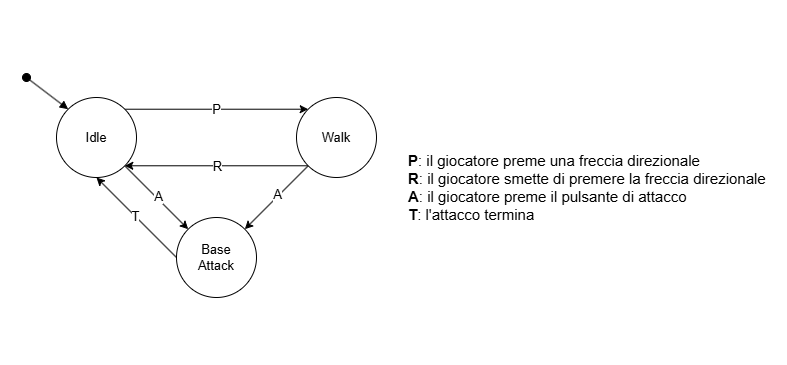 P
Idle
Walk
R
A
A
T
Base
Attack
P: il giocatore preme una freccia direzionale
R: il giocatore smette di premere la freccia direzionale
A: il giocatore preme il pulsante di attacco
T: l'attacco termina